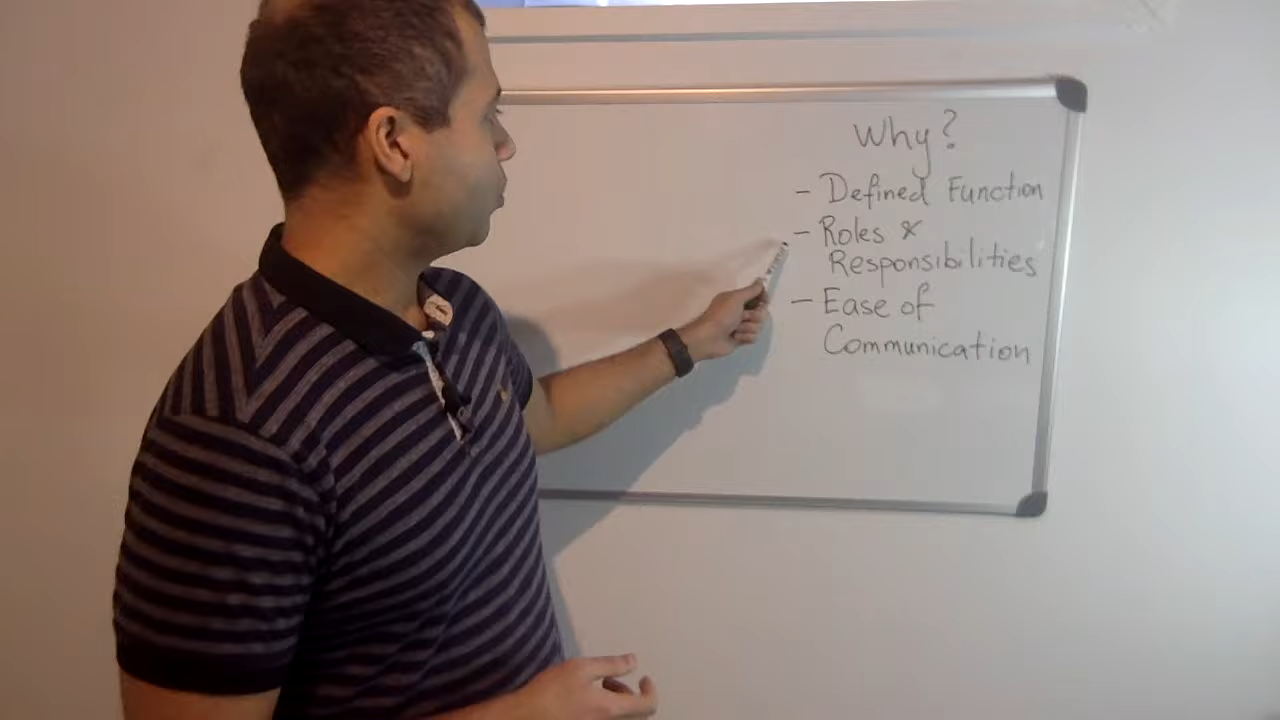 Why?
- Defined Function
- Roles &
Responsibilities
- Ease of
Communication